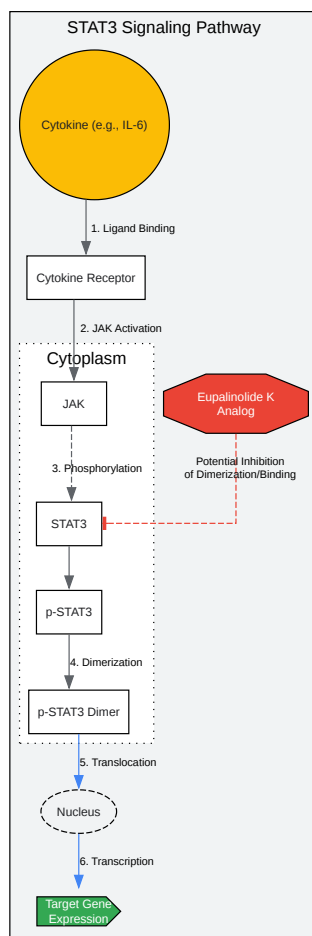 STAT3 Signaling Pathway
Cytokine (e.g., IL-6)
1. Ligand Binding
Cytokine Receptor
2. JAK Activation
Cytoplasm
JAK
Eupalinolide K
Analog
3. Phosphorylation
Potential Inhibition
of Dimerization/Binding
STAT3
p-STAT3
4. Dimerization
p-STAT3 Dimer
5. Translocation
Nucleus
6. Transcription
Target Gene
Expression